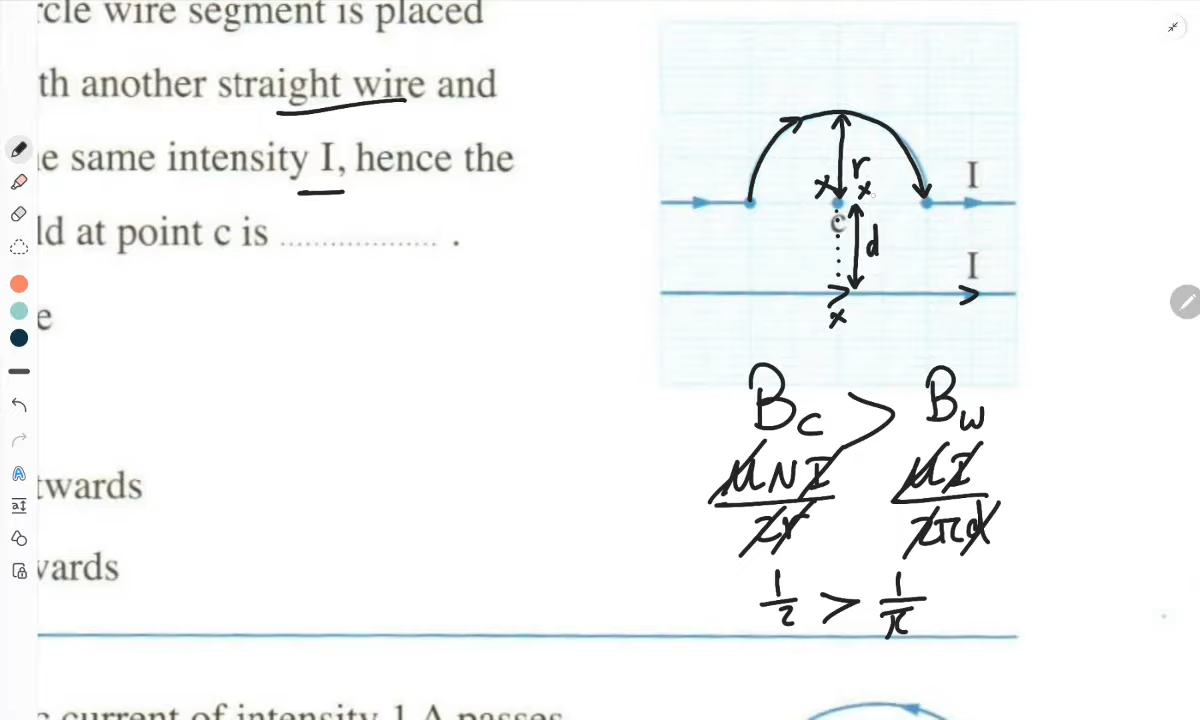 rcle wire segment is placed
th another straight wire and
e same intensity I, hence the
ld at point c is .................. .
e
twards
wards
I
r
x
x
c
d
I
x
Bc > Bw
μNI/2r μI/2πd
1/2 > 1/π
current of intensity 1 A passes